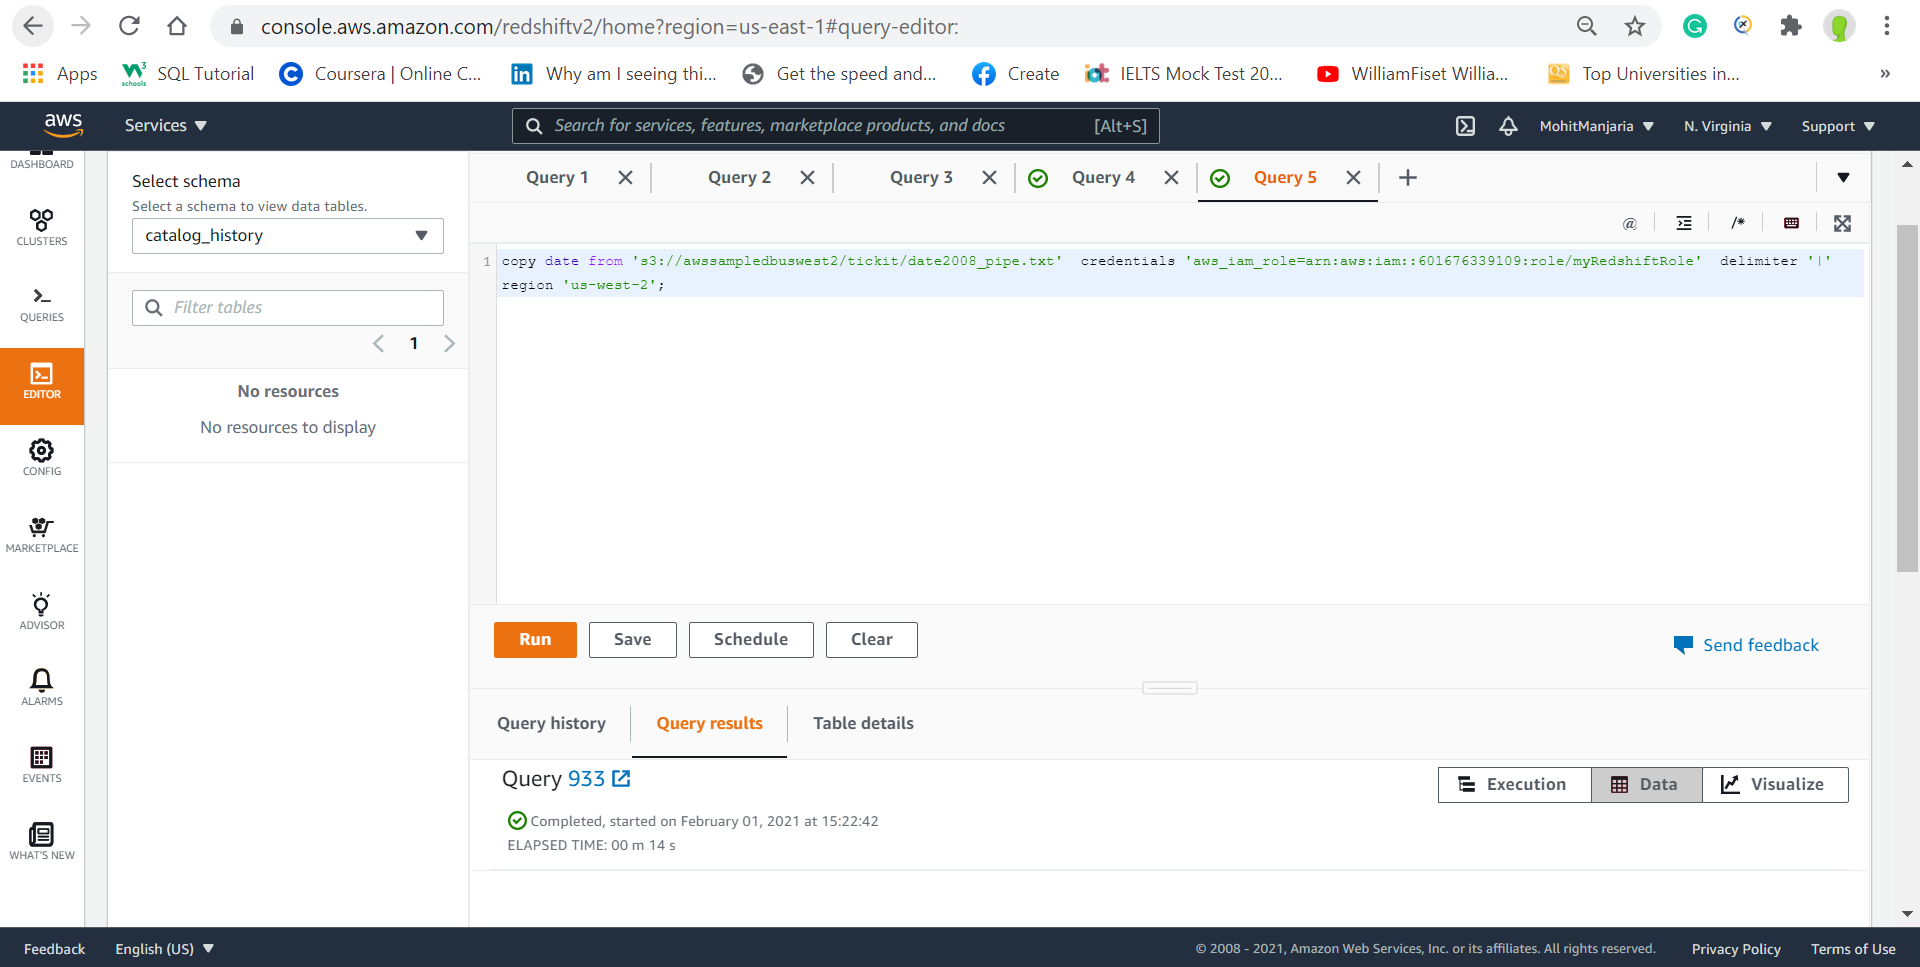 console.aws.amazon.com/redshiftv2/home?region=us-east-1#query-editor:
Apps
W3 schools SQL Tutorial
C Coursera | Online C...
in Why am I seeing thi...
Get the speed and...
Create
iot IELTS Mock Test 20...
WilliamFiset Willia...
QS Top Universities in...
»
aws
Services
Search for services, features, marketplace products, and docs [Alt+S]
MohitManjaria
N. Virginia
Support
DASHBOARD
CLUSTERS
QUERIES
EDITOR
CONFIG
MARKETPLACE
ADVISOR
ALARMS
EVENTS
WHAT'S NEW
Select schema
Select a schema to view data tables.
catalog_history
Filter tables
1
No resources
No resources to display
Query 1
Query 2
Query 3
Query 4
Query 5
@
/*
1 copy date from 's3://awssampledbuswest2/tickit/date2008_pipe.txt' credentials 'aws_iam_role=arn:aws:iam::601676339109:role/myRedshiftRole' delimiter '|'
region 'us-west-2';
Run
Save
Schedule
Clear
Send feedback
Query history
Query results
Table details
Query 933
Execution
Data
Visualize
Completed, started on February 01, 2021 at 15:22:42
ELAPSED TIME: 00 m 14 s
Feedback
English (US)
© 2008 - 2021, Amazon Web Services, Inc. or its affiliates. All rights reserved.
Privacy Policy
Terms of Use